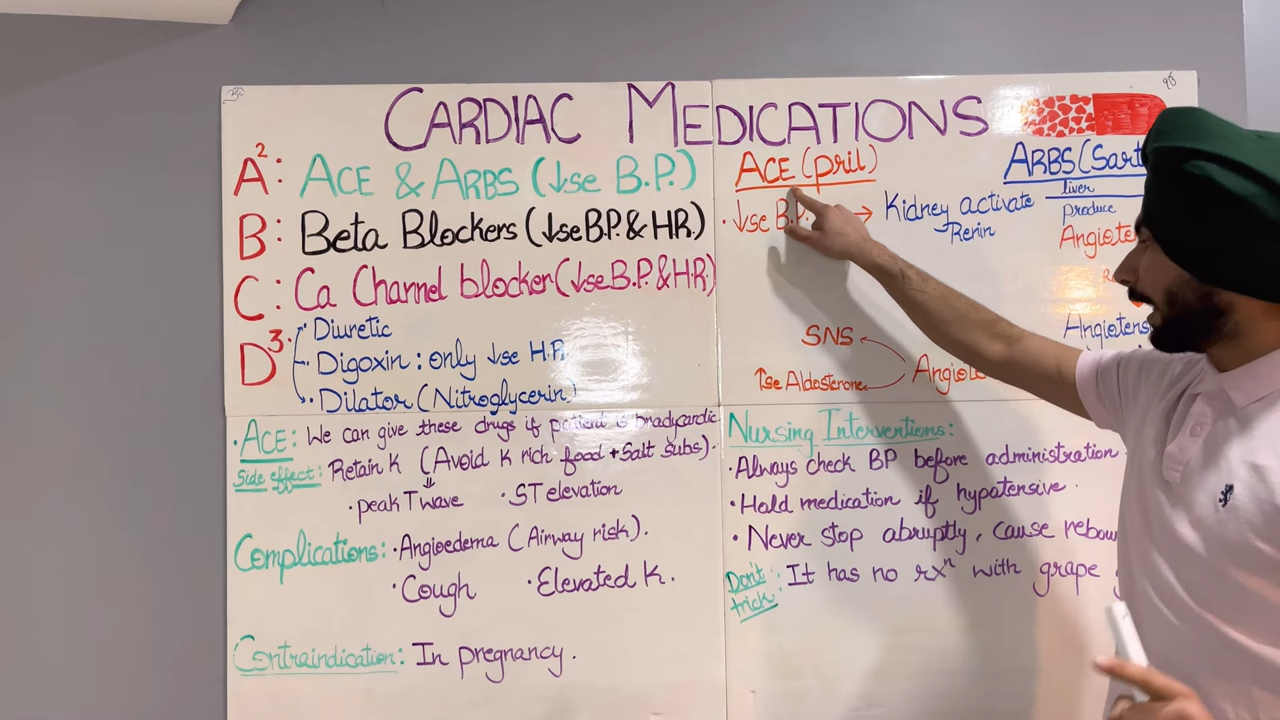 CARDIAC MEDICATIONS
A²: ACE & ARBS (↓se B.P.)
B: Beta Blockers (↓se B.P. & HR)
C: Ca Channel blocker (↓se B.P. & HR)
D³
· Diuretic
· Digoxin : only ↓se H.R.
· Dilator (Nitroglycerin)
ACE (pril)
· ↓se B.P. → Kidney activate
Renin
ARBS (Sart
liver
produce
Angioten
Angiotens
SNS
↑se Aldosterone
Angiote
· ACE: We can give these drugs if patient is bradycardic
Side effect: Retain K (Avoid K rich food + Salt subs).
· peak T wave · ST elevation
Complications: · Angioedema (Airway risk).
· Cough · Elevated K.
Contraindication: In pregnancy.
Nursing Interventions:
· Always check BP before administration
· Hold medication if hypotensive.
· Never stop abruptly, cause rebou
Don't trick: It has no rxⁿ with grape